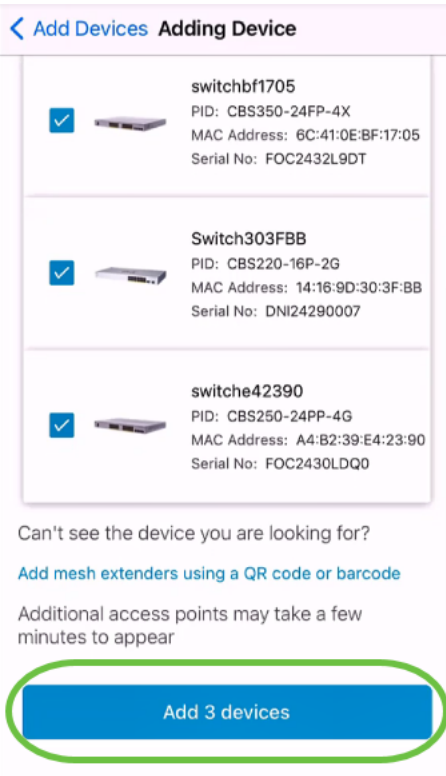 Add Devices Adding Device
switchbf1705
PID: CBS350-24FP-4X
MAC Address: 6C:41:0E:BF:17:05
Serial No: FOC2432L9DT
Switch303FBB
PID: CBS220-16P-2G
MAC Address: 14:16:9D:30:3F:BB
Serial No: DNI24290007
switche42390
PID: CBS250-24PP-4G
MAC Address: A4:B2:39:E4:23:90
Serial No: FOC2430LDQ0
Can't see the device you are looking for?
Add mesh extenders using a QR code or barcode
Additional access points may take a few
minutes to appear
Add 3 devices